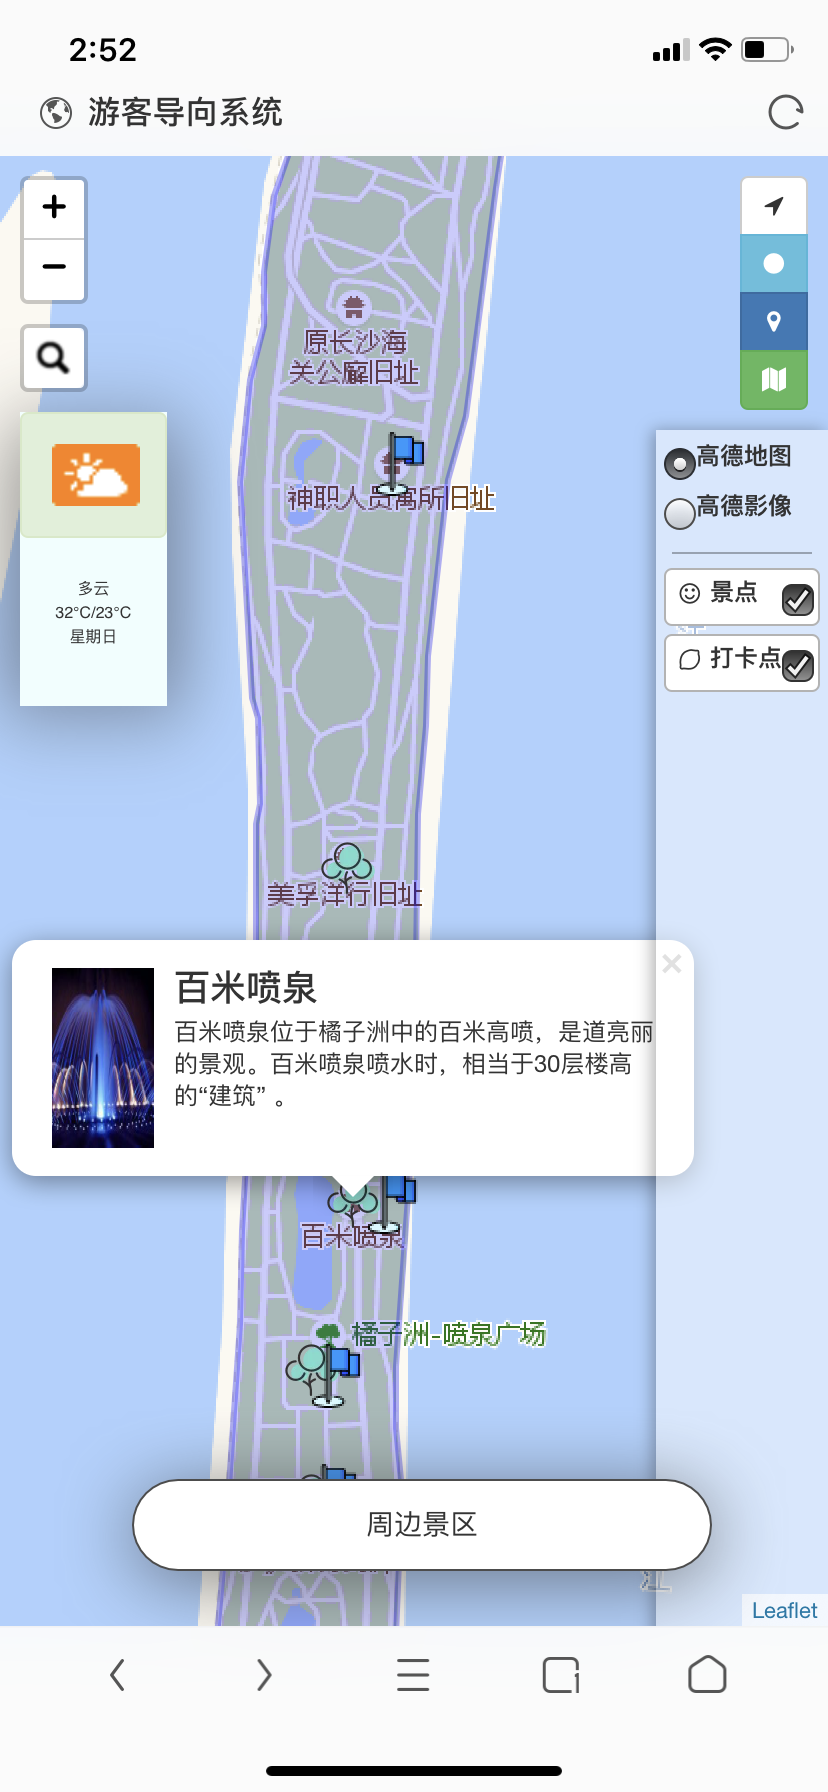 2:52
游客导向系统
+
−
原长沙海
关公廨旧址
神职人员寓所旧址
高德地图
高德影像
景点
打卡点
多云
32°C/23°C
星期日
美孚洋行旧址
百米喷泉
百米喷泉位于橘子洲中的百米高喷，是道亮丽
的景观。百米喷泉喷水时，相当于30层楼高
的“建筑” 。
×
百米喷泉
橘子洲-喷泉广场
周边景区
江
Leaflet
1